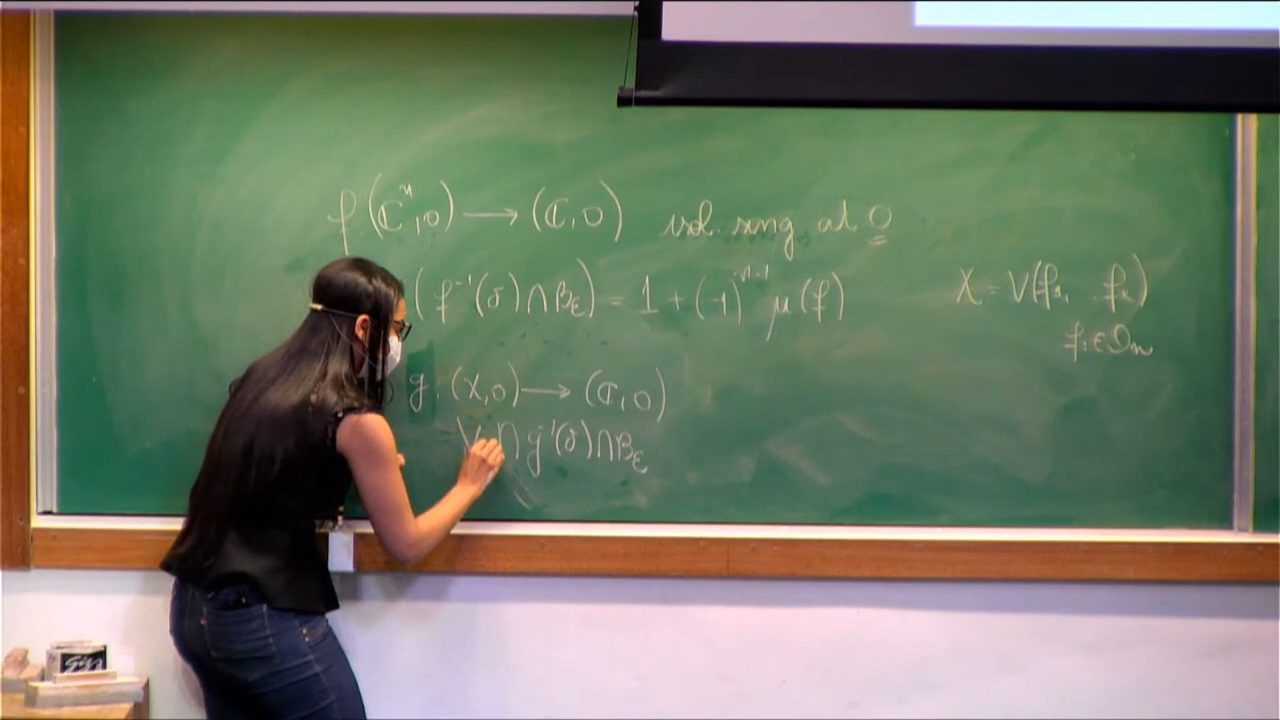 f: (ℂⁿ,0) ⟶ (ℂ,0) isol. sing at 0
(f⁻¹(δ)∩B_ε) = 1 + (-1)ⁿ⁻¹ μ(f)
X = V(f₁, f_k)
f_i ∈ O_n
g: (X,0) ⟶ (ℂ,0)
∩ g⁻¹(δ)∩B_ε
Giz